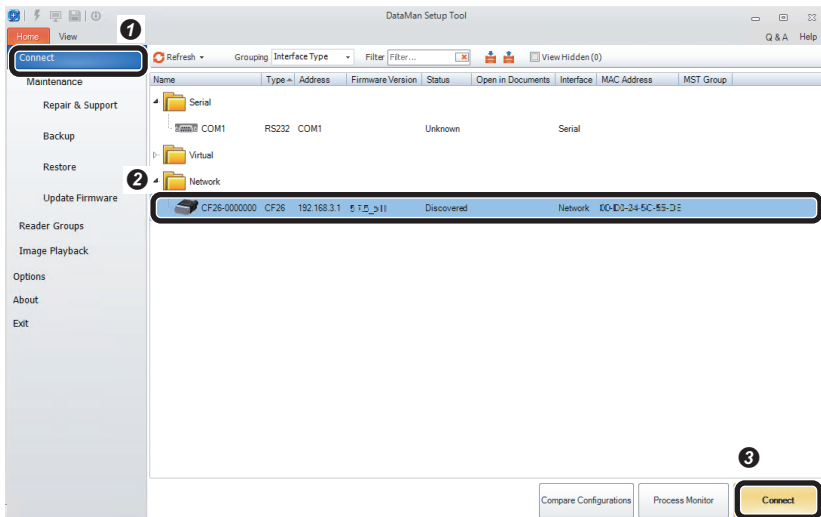 DataMan Setup Tool
Home View
Q & A Help
1
Connect
Refresh Grouping Interface Type Filter Filter... View Hidden (0)
Maintenance
Repair & Support
Backup
Restore
Update Firmware
Reader Groups
Image Playback
Options
About
Exit
Name Type Address Firmware Version Status Open in Documents Interface MAC Address MST Group
Serial
COM1 RS232 COM1 Unknown Serial
Virtual
2
Network
CF26-0000000 CF26 192.168.3.1 Discovered Network
3
Compare Configurations Process Monitor Connect